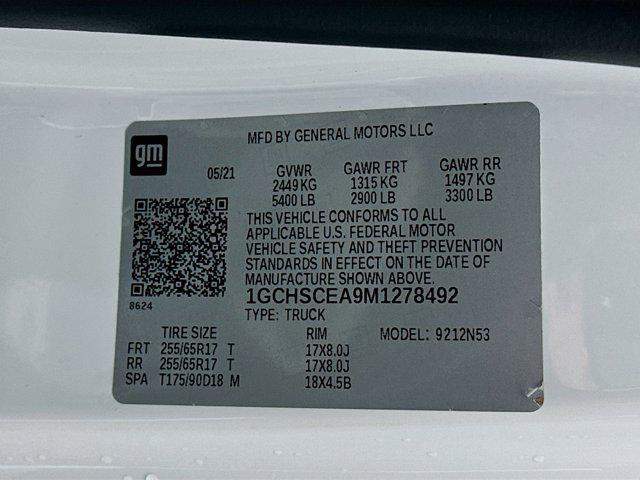 MFD BY GENERAL MOTORS LLC
gm
05/21 GVWR GAWR FRT GAWR RR
2449 KG 1315 KG 1497 KG
5400 LB 2900 LB 3300 LB
THIS VEHICLE CONFORMS TO ALL
APPLICABLE U.S. FEDERAL MOTOR
VEHICLE SAFETY AND THEFT PREVENTION
STANDARDS IN EFFECT ON THE DATE OF
MANUFACTURE SHOWN ABOVE.
8624
1GCHSCEA9M1278492
TYPE: TRUCK
TIRE SIZE RIM MODEL: 9212N53
FRT 255/65R17 T 17X8.0J
RR 255/65R17 T 17X8.0J
SPA T175/90D18 M 18X4.5B